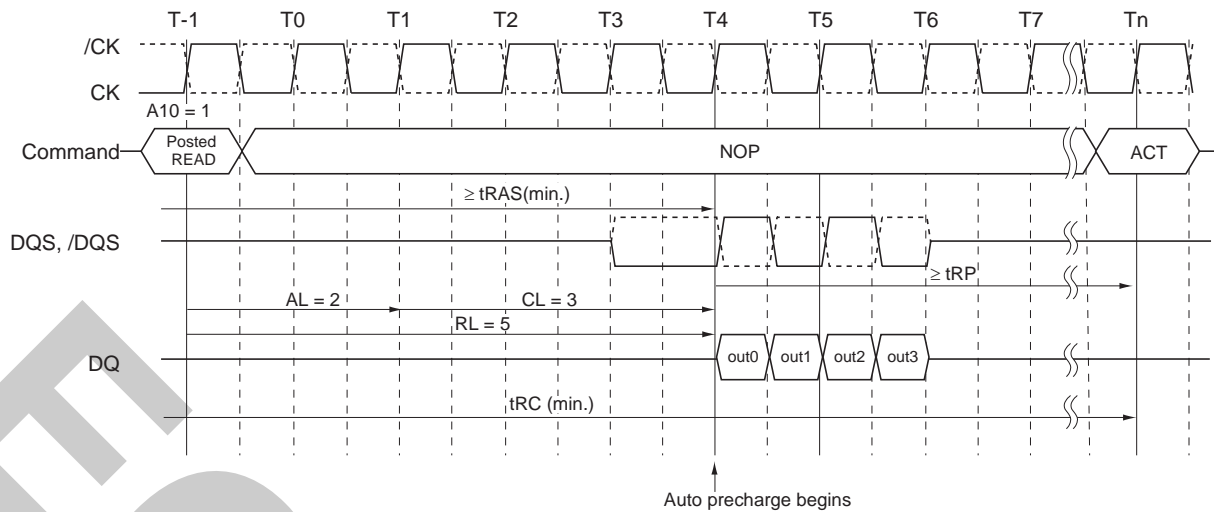 T-1 T0 T1 T2 T3 T4 T5 T6 T7 Tn
/CK
CK
A10 = 1
Command
Posted
READ
NOP
ACT
≥ tRAS(min.)
DQS, /DQS
≥ tRP
AL = 2
CL = 3
RL = 5
DQ
out0 out1 out2 out3
tRC (min.)
Auto precharge begins